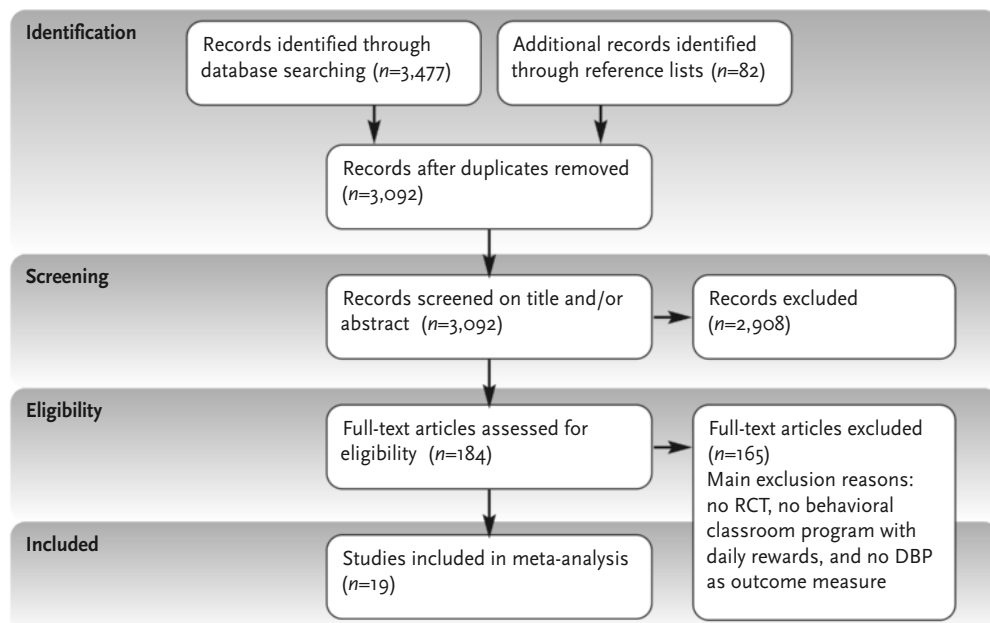 Identification
Records identified through
database searching (n=3,477)
Additional records identified
through reference lists (n=82)
Records after duplicates removed
(n=3,092)
Screening
Records screened on title and/or
abstract (n=3,092)
Records excluded
(n=2,908)
Eligibility
Full-text articles assessed for
eligibility (n=184)
Full-text articles excluded
(n=165)
Main exclusion reasons:
no RCT, no behavioral
classroom program with
daily rewards, and no DBP
as outcome measure
Included
Studies included in meta-analysis
(n=19)